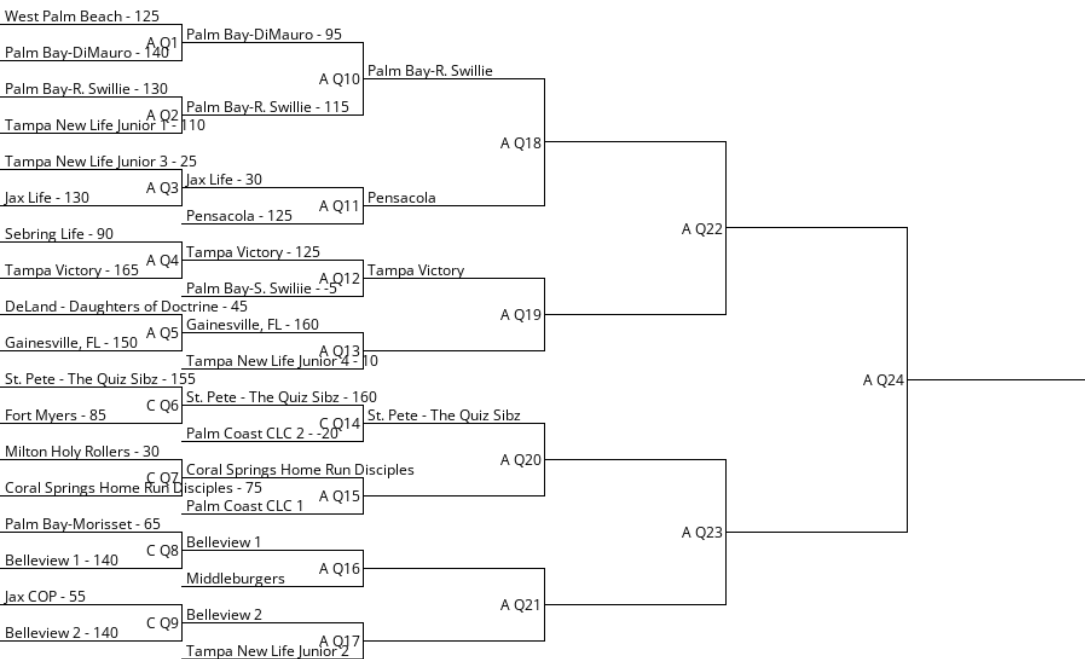 West Palm Beach - 125
A Q1
Palm Bay-DiMauro - 140
Palm Bay-DiMauro - 95
A Q10
Palm Bay-R. Swillie - 130
A Q2
Tampa New Life Junior 1 - 110
Palm Bay-R. Swillie - 115
Palm Bay-R. Swillie
A Q18
Tampa New Life Junior 3 - 25
A Q3
Jax Life - 130
Jax Life - 30
A Q11
Pensacola - 125
Pensacola
A Q22
Sebring Life - 90
A Q4
Tampa Victory - 165
Tampa Victory - 125
A Q12
Palm Bay-S. Swiliie - -5
Tampa Victory
A Q19
DeLand - Daughters of Doctrine - 45
A Q5
Gainesville, FL - 150
Gainesville, FL - 160
A Q13
Tampa New Life Junior 4 - 10
A Q24
St. Pete - The Quiz Sibz - 155
C Q6
Fort Myers - 85
St. Pete - The Quiz Sibz - 160
C Q14
Palm Coast CLC 2 - -20
St. Pete - The Quiz Sibz
A Q20
Milton Holy Rollers - 30
C Q7
Coral Springs Home Run Disciples - 75
Coral Springs Home Run Disciples
A Q15
Palm Coast CLC 1
A Q23
Palm Bay-Morisset - 65
C Q8
Belleview 1 - 140
Belleview 1
A Q16
Middleburgers
A Q21
Jax COP - 55
C Q9
Belleview 2 - 140
Belleview 2
A Q17
Tampa New Life Junior 2